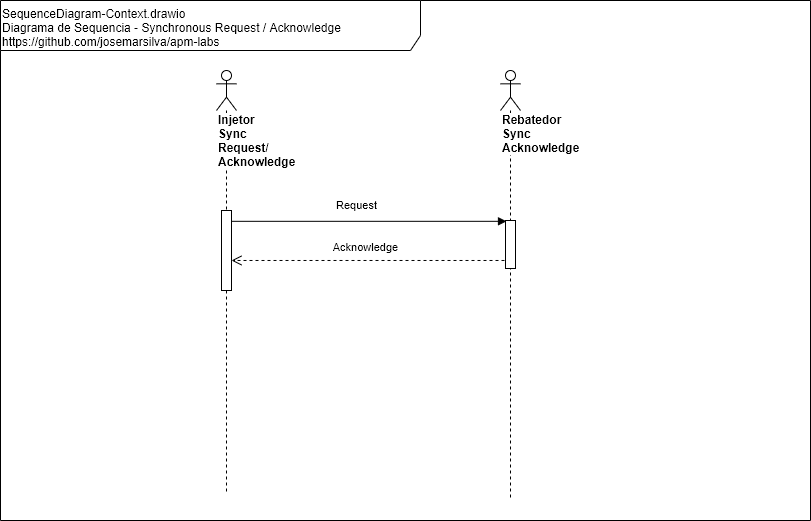 SequenceDiagram-Context.drawio
Diagrama de Sequencia - Synchronous Request / Acknowledge
https://github.com/josemarsilva/apm-labs
Injetor
Sync
Request/
Acknowledge
Rebatedor
Sync
Acknowledge
Request
Acknowledge